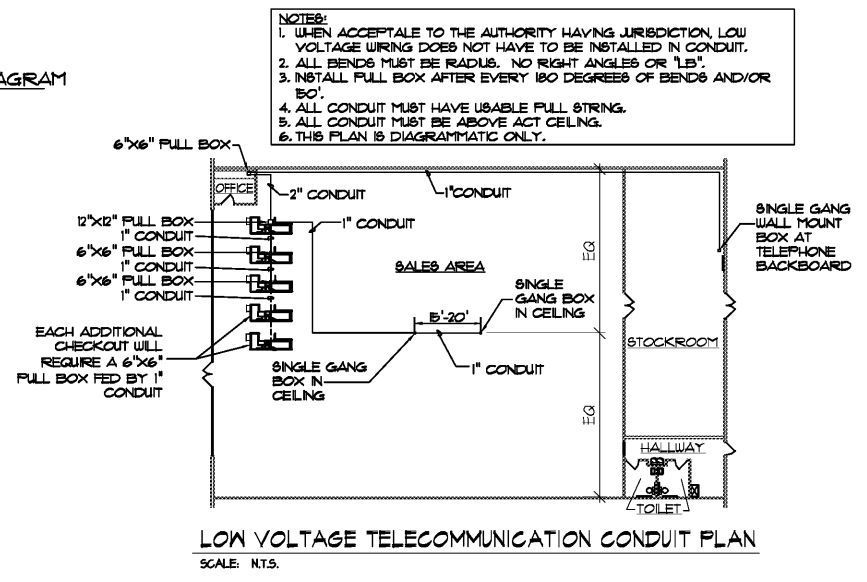 NOTES:
1. WHEN ACCEPTALE TO THE AUTHORITY HAVING JURISDICTION, LOW
VOLTAGE WIRING DOES NOT HAVE TO BE INSTALLED IN CONDUIT.
2. ALL BENDS MUST BE RADIUS. NO RIGHT ANGLES OR "LB".
3. INSTALL PULL BOX AFTER EVERY 180 DEGREES OF BENDS AND/OR
150'.
4. ALL CONDUIT MUST HAVE USABLE PULL STRING.
5. ALL CONDUIT MUST BE ABOVE ACT CEILING.
6. THIS PLAN IS DIAGRAMMATIC ONLY.
AGRAM
6"X6" PULL BOX
OFFICE
2" CONDUIT
1"CONDUIT
12"X12" PULL BOX
1" CONDUIT
6"X6" PULL BOX
1" CONDUIT
6"X6" PULL BOX
1" CONDUIT
1" CONDUIT
SALES AREA
EQ
SINGLE GANG
WALL MOUNT
BOX AT
TELEPHONE
BACKBOARD
SINGLE
GANG BOX
IN CEILING
15'-20'
EACH ADDITIONAL
CHECKOUT WILL
REQUIRE A 6"X6"
PULL BOX FED BY 1"
CONDUIT
SINGLE GANG
BOX IN
CEILING
1" CONDUIT
STOCKROOM
EQ
HALLWAY
TOILET
LOW VOLTAGE TELECOMMUNICATION CONDUIT PLAN
SCALE: N.T.S.